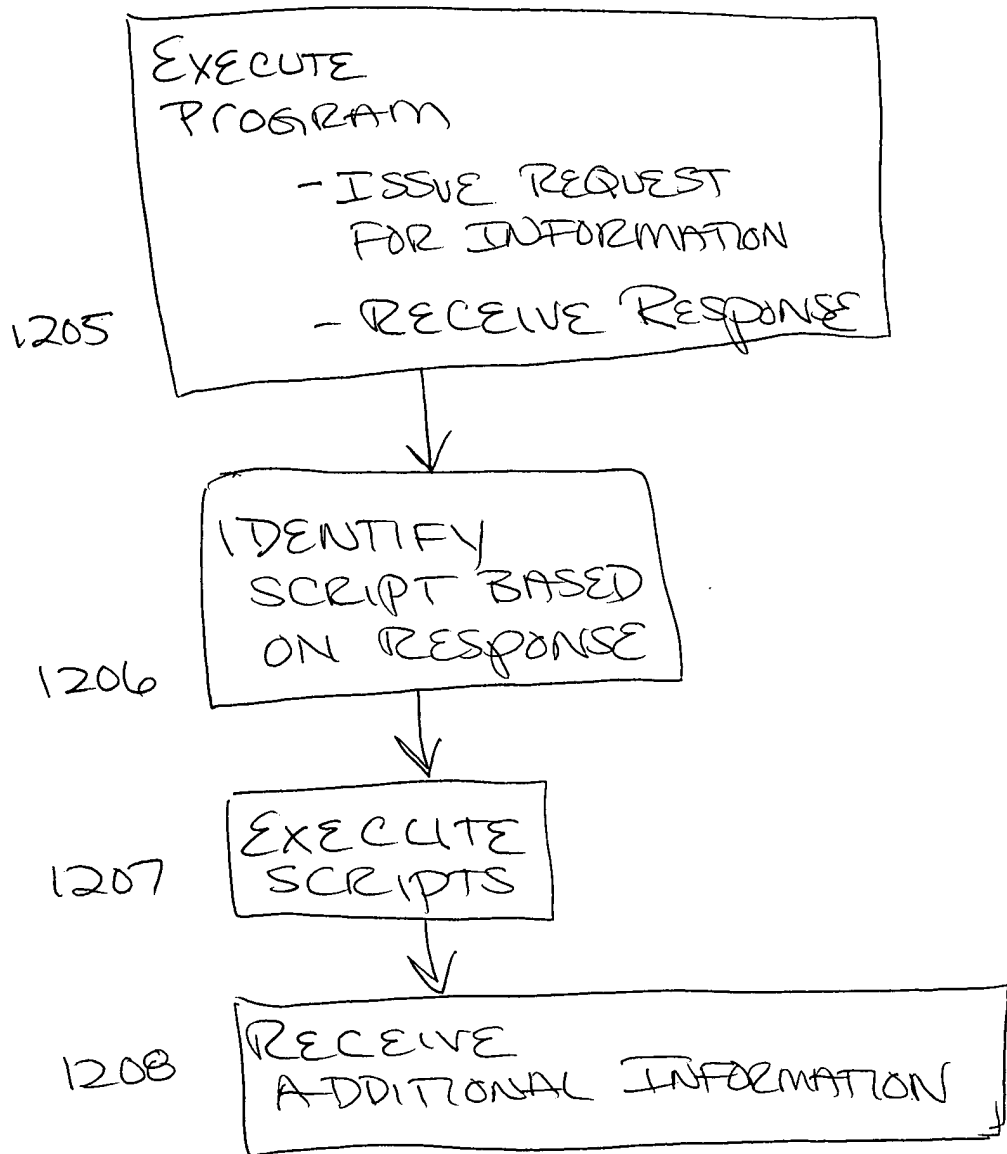 EXECUTE
PROGRAM
- ISSUE REQUEST
FOR INFORMATION
1205
- RECEIVE RESPONSE
IDENTIFY
SCRIPT BASED
ON RESPONSE
1206
EXECUTE
1207
SCRIPTS
RECEIVE
1208
ADDITIONAL INFORMATION